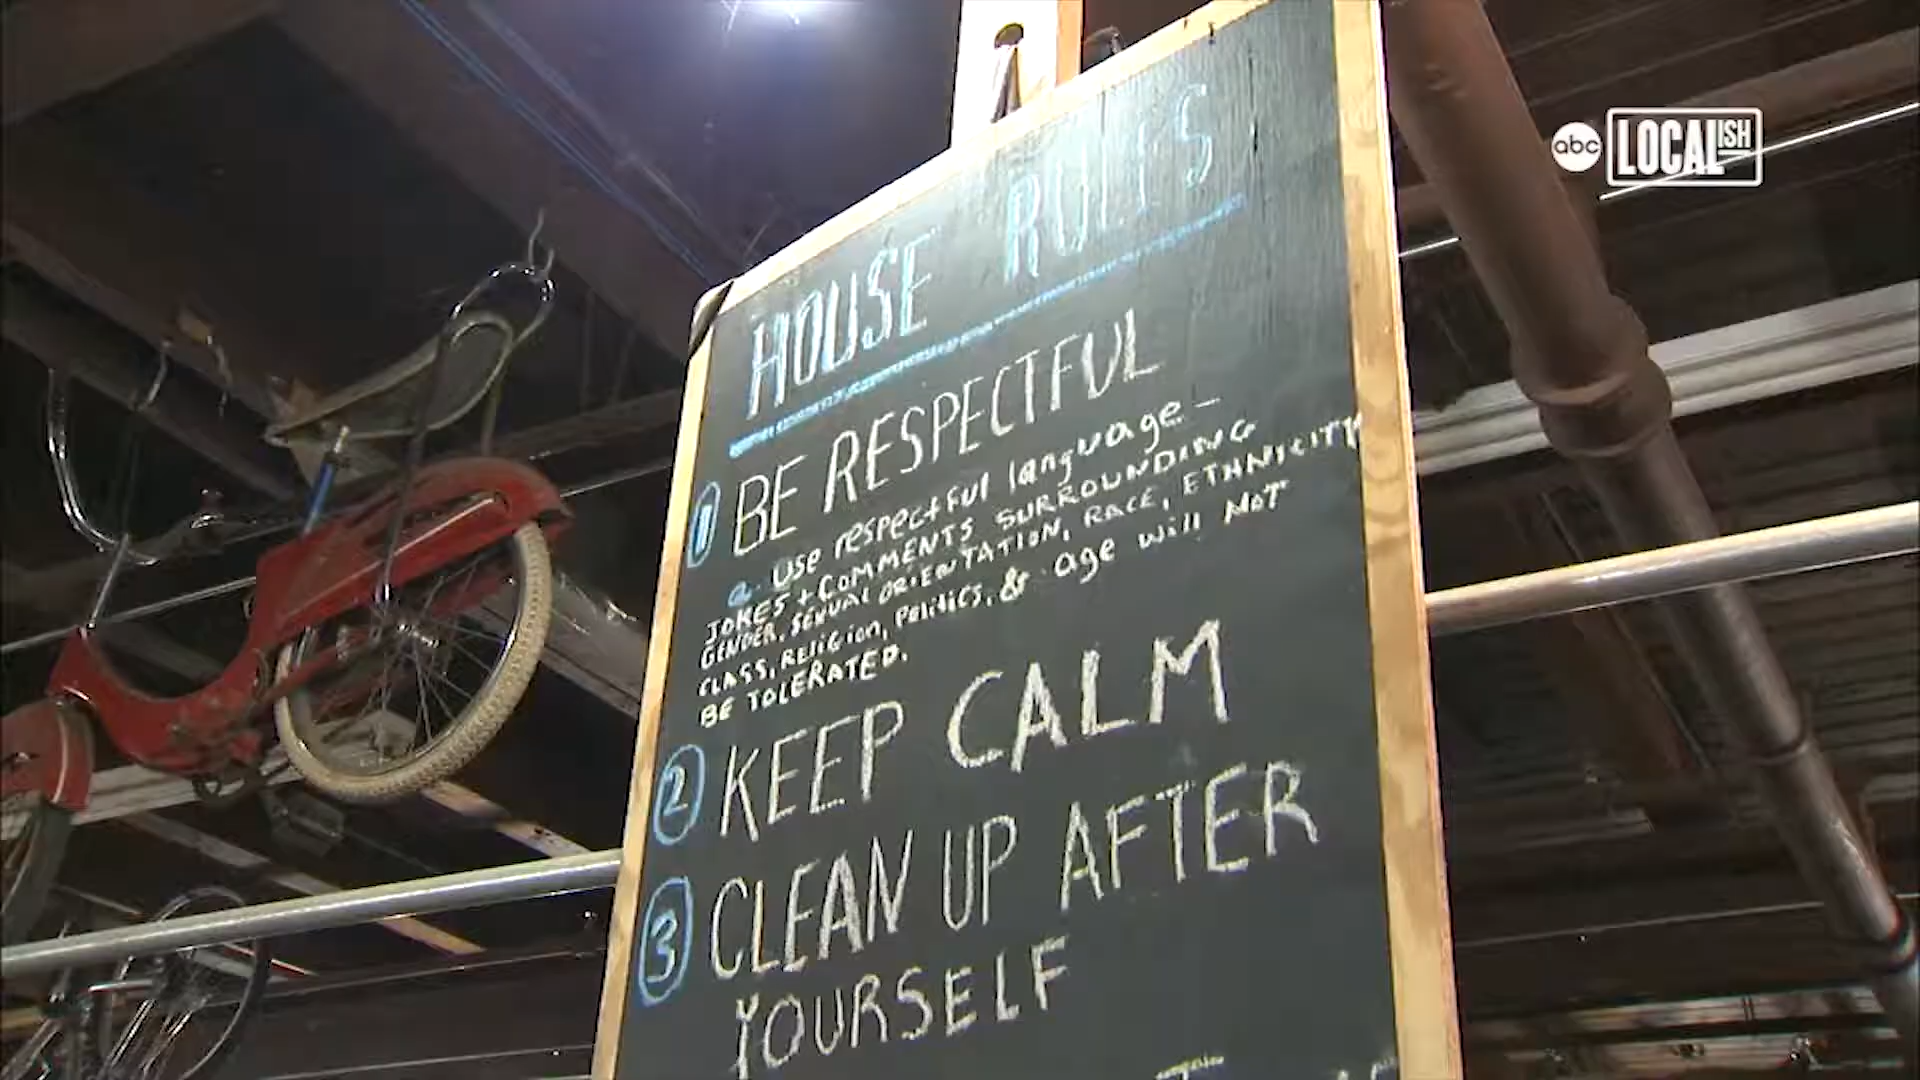 abc LOCALISH
HOUSE RULES
1 BE RESPECTFUL
a. Use respectful language -
JOKES + COMMENTS SURROUNDING
GENDER, SEXUAL ORIENTATION, RACE, ETHNICITY
CLASS, Religion, Politics, & age will NOT
BE TOLERATED.
2 KEEP CALM
3 CLEAN UP AFTER
YOURSELF